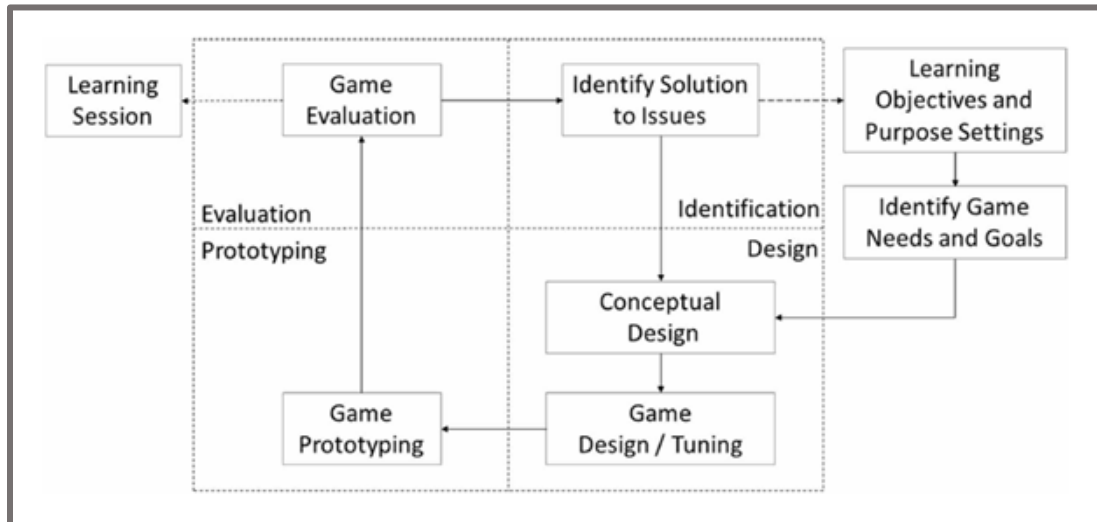 Learning
Session
Game
Evaluation
Identify Solution
to Issues
Learning
Objectives and
Purpose Settings
Evaluation
Identification
Identify Game
Needs and Goals
Prototyping
Design
Conceptual
Design
Game
Prototyping
Game
Design / Tuning